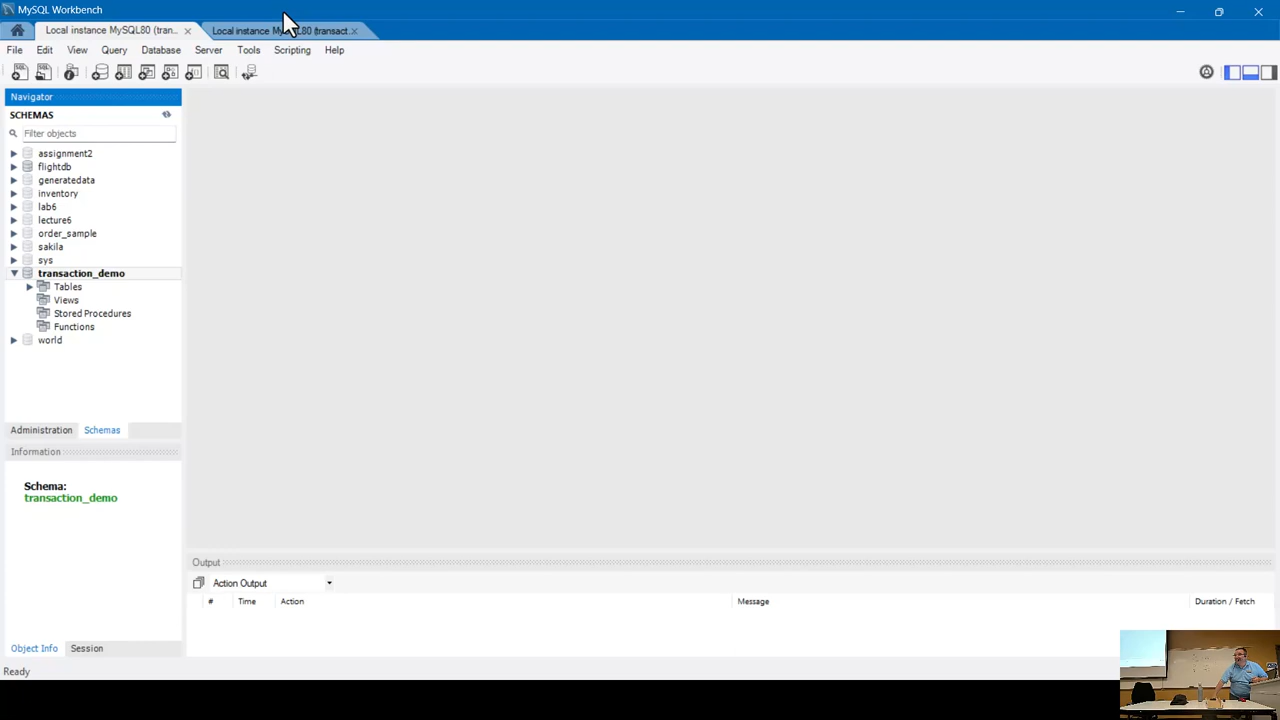 MySQL Workbench
Local instance MySQL80 (tran... Local instance My 80 (transact...
File Edit View Query Database Server Tools Scripting Help
Navigator
SCHEMAS
Filter objects
assignment2
flightdb
generatedata
inventory
lab6
lecture6
order_sample
sakila
sys
transaction_demo
Tables
Views
Stored Procedures
Functions
world
Administration Schemas
Information
Schema:
transaction_demo
Output
Action Output
# Time Action Message Duration / Fetch
Object Info Session
Ready